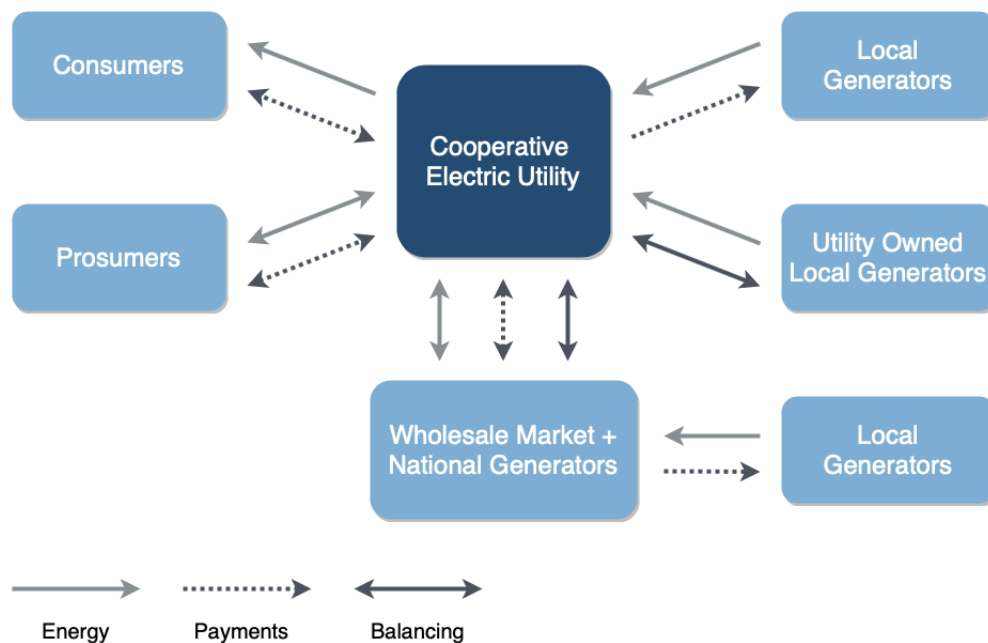 Consumers
Cooperative
Electric Utility
Local
Generators
Prosumers
Utility Owned
Local Generators
Wholesale Market +
National Generators
Local
Generators
Energy
Payments
Balancing